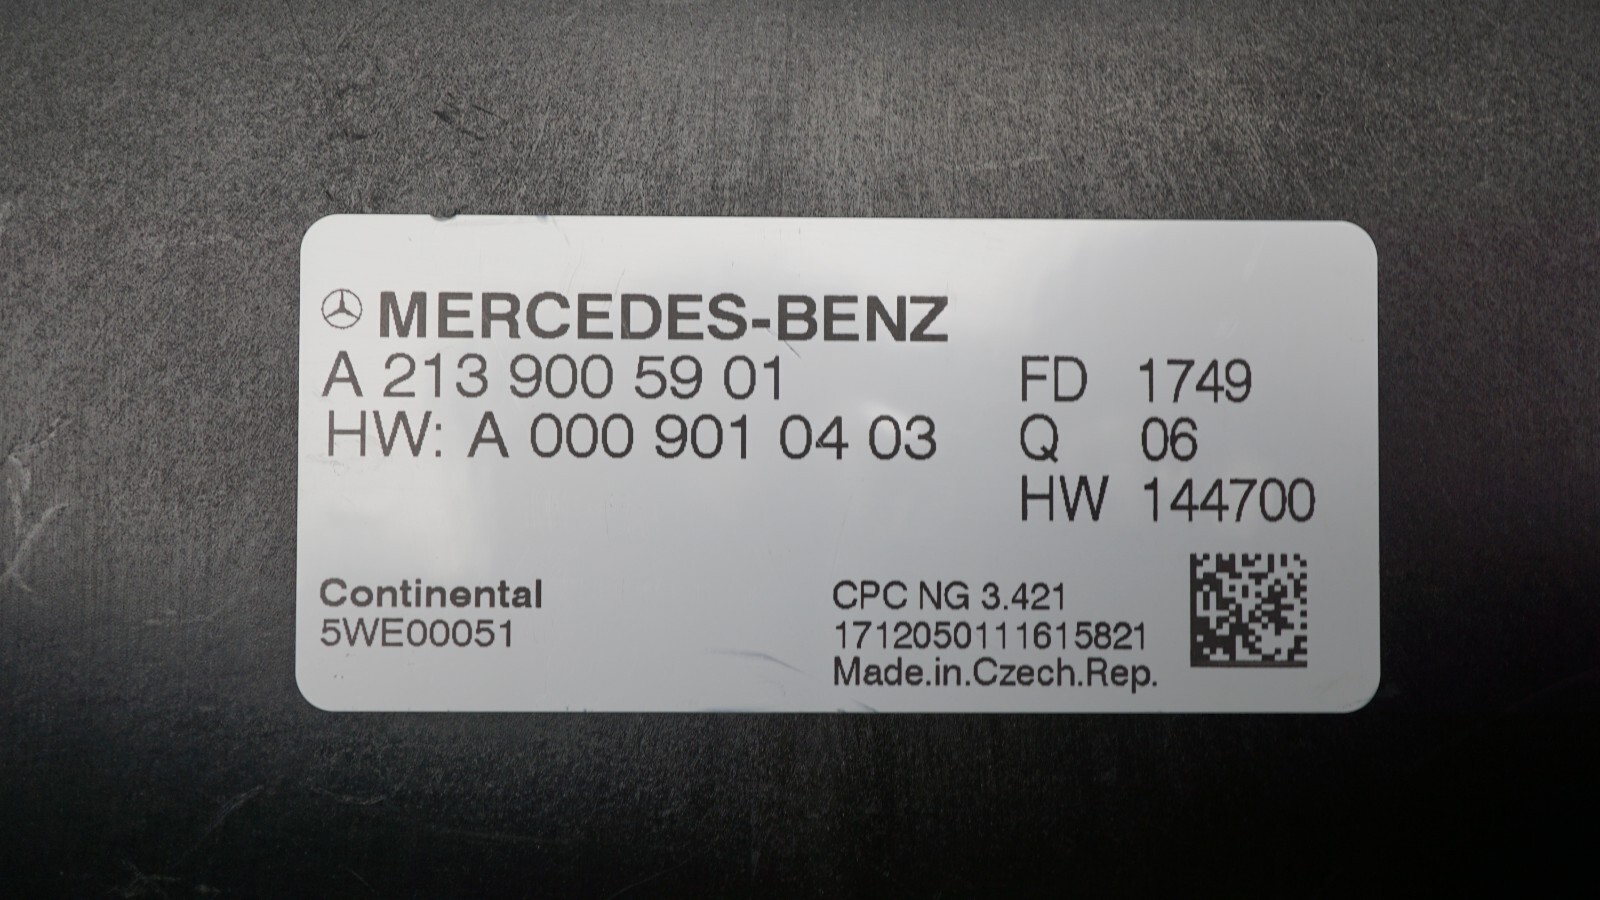 MERCEDES-BENZ
A 213 900 59 01
HW: A 000 901 04 03
FD 1749
Q 06
HW 144700
Continental
5WE00051
CPC NG 3.421
1712050111615821
Made.in.Czech.Rep.